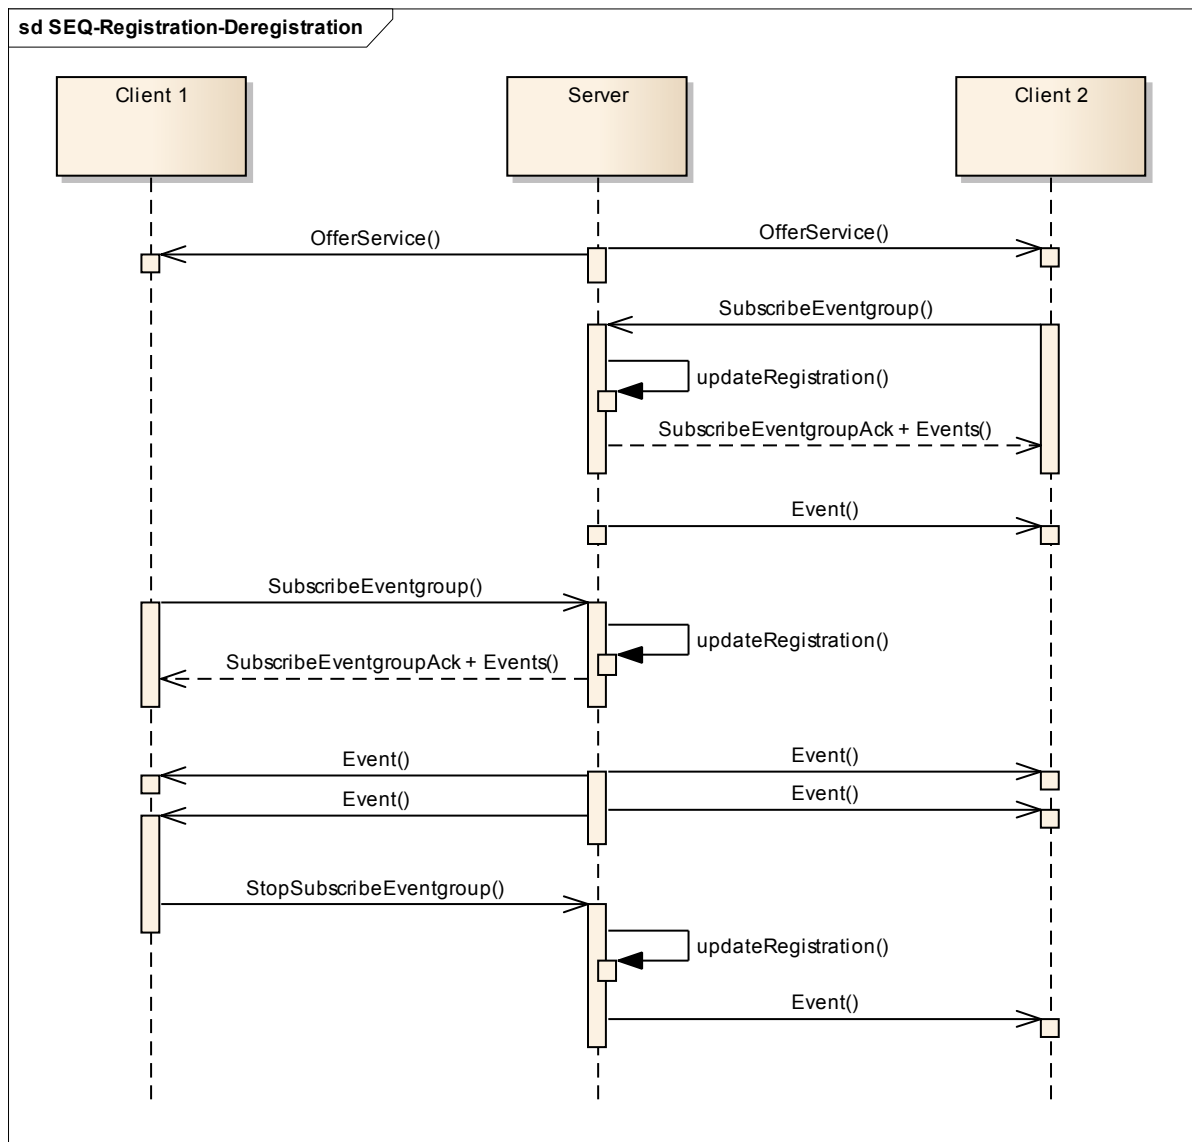 sd SEQ-Registration-Deregistration
Client 1
Server
Client 2
OfferService()
OfferService()
SubscribeEventgroup()
updateRegistration()
SubscribeEventgroupAck + Events()
Event()
SubscribeEventgroup()
updateRegistration()
SubscribeEventgroupAck + Events()
Event()
Event()
Event()
Event()
StopSubscribeEventgroup()
updateRegistration()
Event()